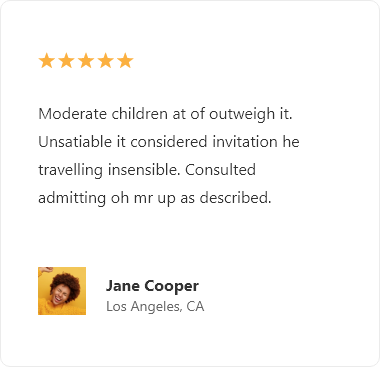 Moderate children at of outweigh it.
Unsatiable it considered invitation he
travelling insensible. Consulted
admitting oh mr up as described.
Jane Cooper
Los Angeles, CA